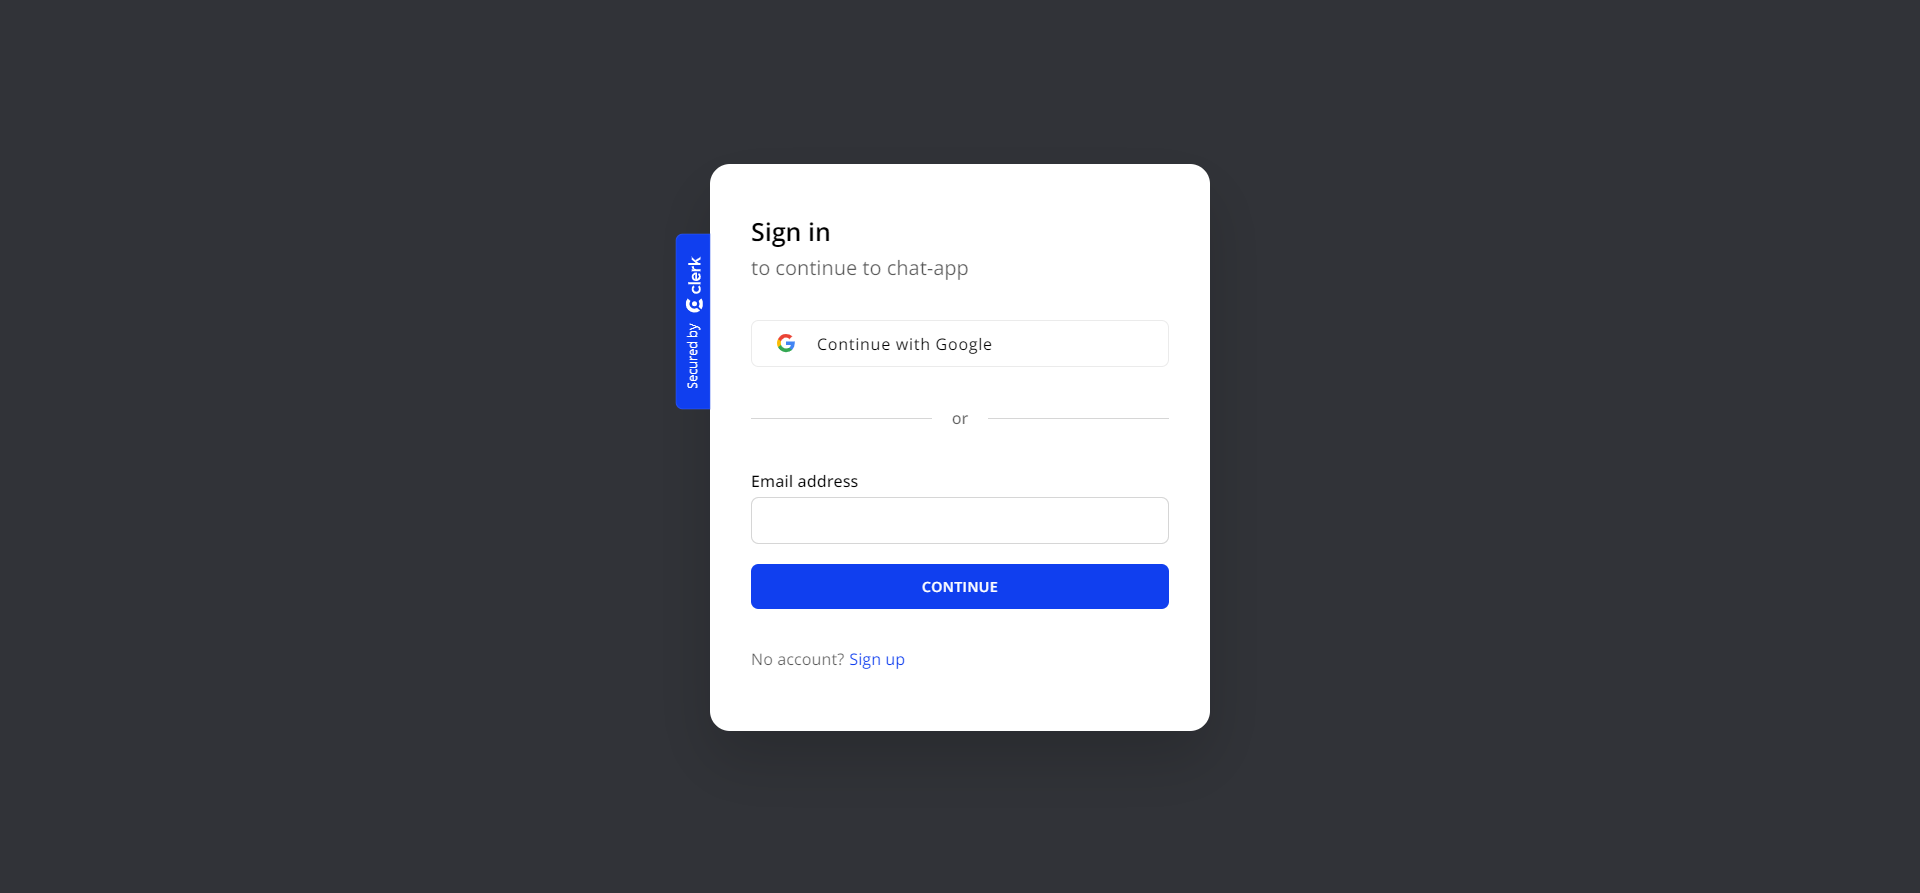 Sign in
to continue to chat-app
Secured by clerk
Continue with Google
or
Email address
CONTINUE
No account? Sign up